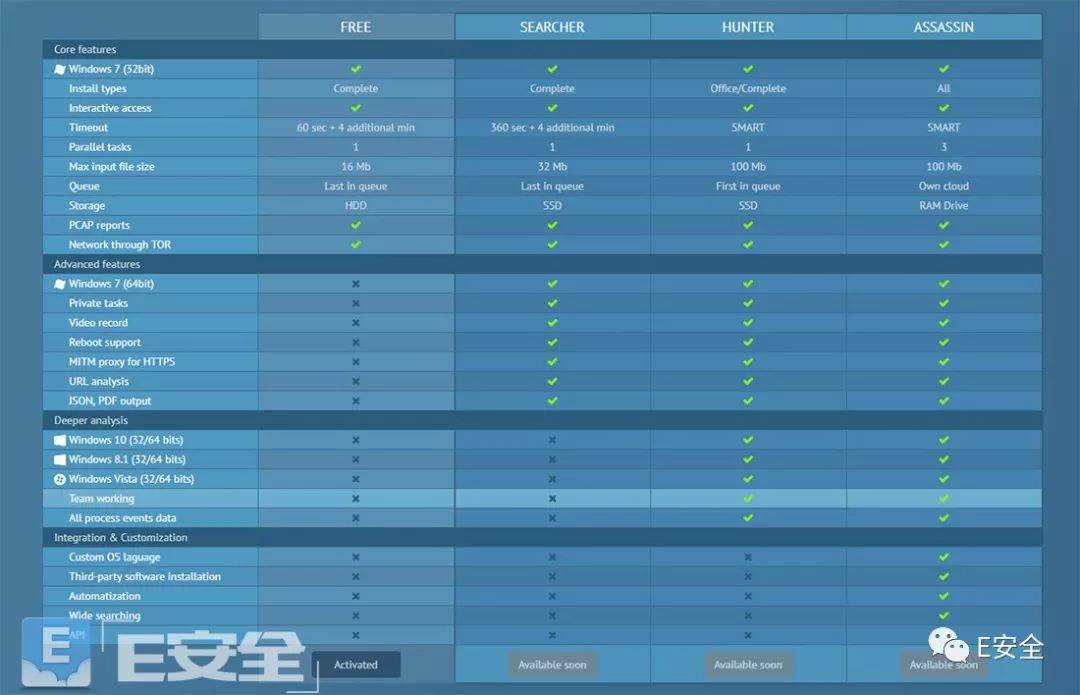 FREE SEARCHER HUNTER ASSASSIN
Core features
Windows 7 (32bit)
Install types Complete Complete Office/Complete All
Interactive access
Timeout 60 sec + 4 additional min 360 sec + 4 additional min SMART SMART
Parallel tasks 1 1 1 3
Max input file size 16 Mb 32 Mb 100 Mb 100 Mb
Queue Last in queue Last in queue First in queue Own cloud
Storage HDD SSD SSD RAM Drive
PCAP reports
Network through TOR
Advanced features
Windows 7 (64bit)
Private tasks
Video record
Reboot support
MITM proxy for HTTPS
URL analysis
JSON, PDF output
Deeper analysis
Windows 10 (32/64 bits)
Windows 8.1 (32/64 bits)
Windows Vista (32/64 bits)
Team working
All process events data
Integration & Customization
Custom OS laguage
Third-party software installation
Automatization
Wide searching
API
Activated Available soon Available soon Available soon
E E安全
E安全